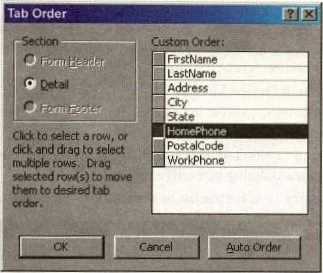 Tab Order
Section
Form Header
Detail
Form Footer
Click to select a row, or
click and drag to select
multiple rows. Drag
selected row(s) to move
them to desired tab
order.
Custom Order:
FirstName
LastName
Address
City
State
HomePhone
PostalCode
WorkPhone
OK
Cancel
Auto Order